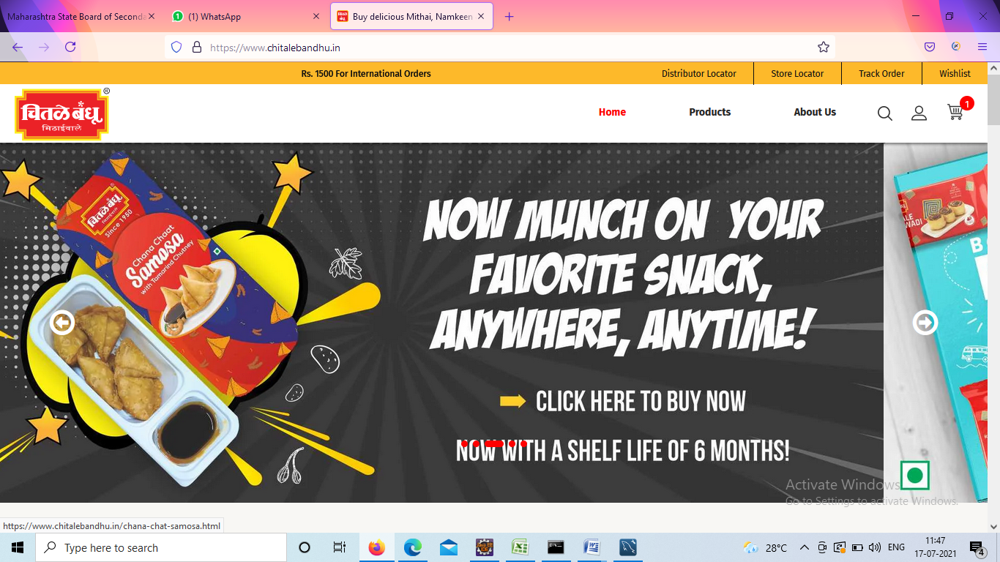 Maharashtra State Board of Seconda
(1) WhatsApp
Buy delicious Mithai, Namkeen
https://www.chitalebandhu.in
Rs. 1500 For International Orders
Distributor Locator
Store Locator
Track Order
Wishlist
चितळे बंधू
मिठाईवाले
®
Home
Products
About Us
1
चितळे बंधू
Since 1950
Chana Chaat
Samosa
with Tamarind Chutney
NOW MUNCH ON YOUR
FAVORITE SNACK,
ANYWHERE, ANYTIME!
CLICK HERE TO BUY NOW
NOW WITH A SHELF LIFE OF 6 MONTHS!
Activate Windows
Go to Settings to activate Windows.
https://www.chitalebandhu.in/chana-chat-samosa.html
Type here to search
28°C
ENG
11:47
17-07-2021
4